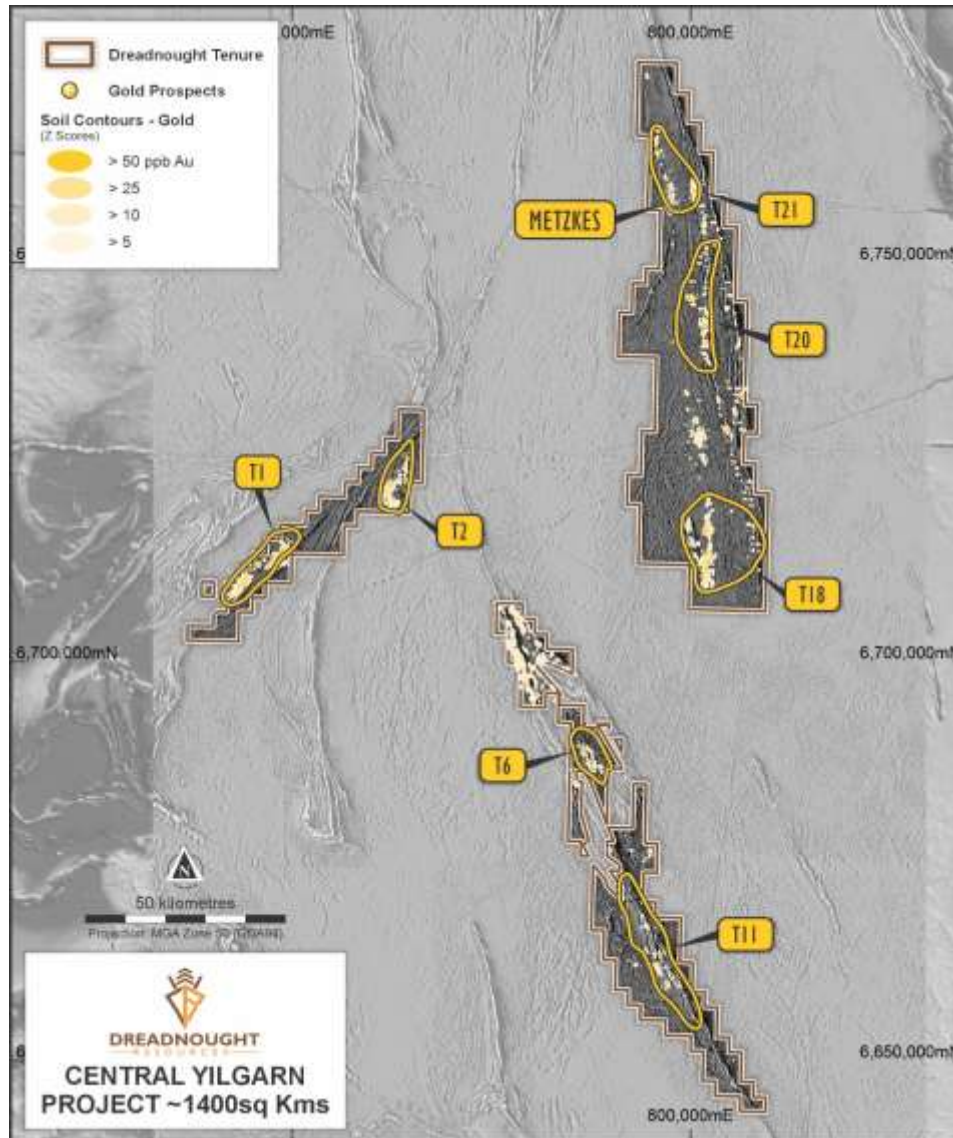 ,000mE
800,000mE
Dreadnought Tenure
Gold Prospects
Soil Contours - Gold
(Z Scores)
> 50 ppb Au
> 25
> 10
> 5
METZKES
T21
6,750,000mN
T20
T1
T2
T18
6,700,000mN
6,700,000mN
T6
N
50 kilometres
Projection: MGA Zone 50 (GDA94)
T11
DREADNOUGHT
RESOURCES
CENTRAL YILGARN
PROJECT ~1400sq Kms
6,650,000mN
800,000mE